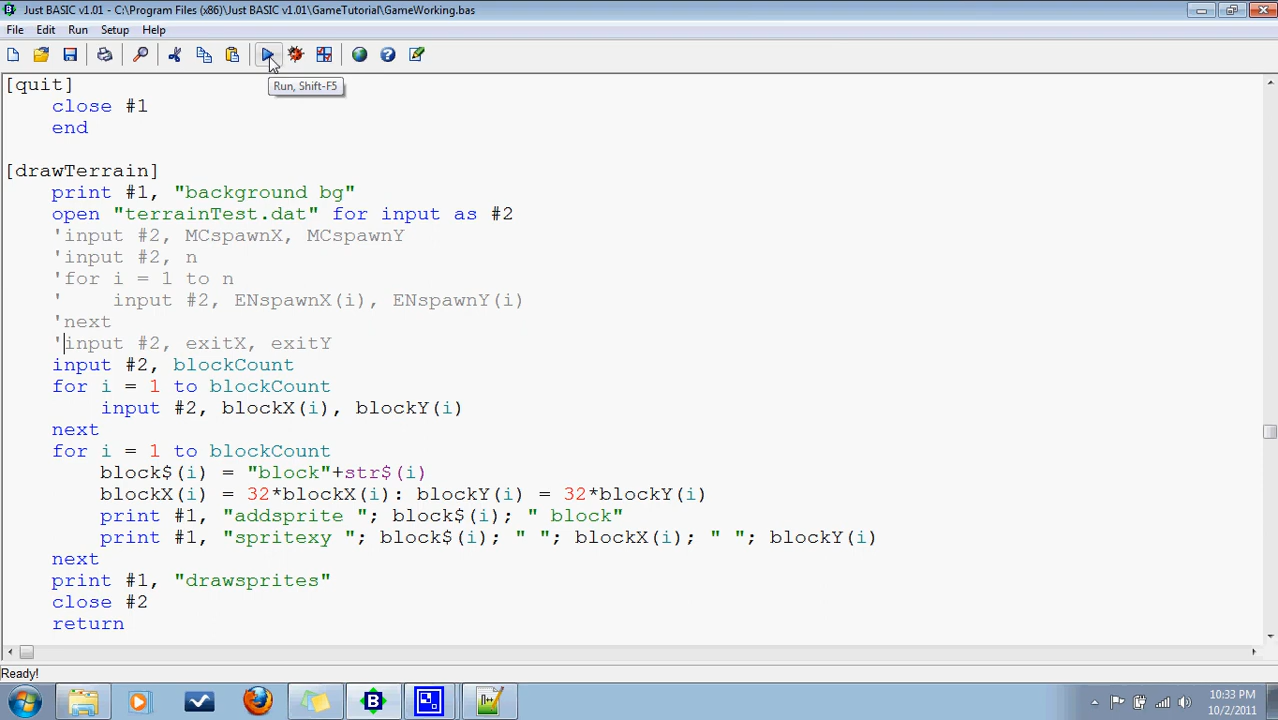 Just BASIC v1.01 - C:\Program Files (x86)\Just BASIC v1.01\GameTutorial\GameWorking.bas
File Edit Run Setup Help
Run, Shift-F5
[quit]
    close #1
    end
[drawTerrain]
    print #1, "background bg"
    open "terrainTest.dat" for input as #2
    'input #2, MCspawnX, MCspawnY
    'input #2, n
    'for i = 1 to n
    '    input #2, ENspawnX(i), ENspawnY(i)
    'next
    'input #2, exitX, exitY
    input #2, blockCount
    for i = 1 to blockCount
        input #2, blockX(i), blockY(i)
    next
    for i = 1 to blockCount
        block$(i) = "block"+str$(i)
        blockX(i) = 32*blockX(i): blockY(i) = 32*blockY(i)
        print #1, "addsprite "; block$(i); " block"
        print #1, "spritexy "; block$(i); " "; blockX(i); " "; blockY(i)
    next
    print #1, "drawsprites"
    close #2
    return
Ready!
10:33 PM
10/2/2011